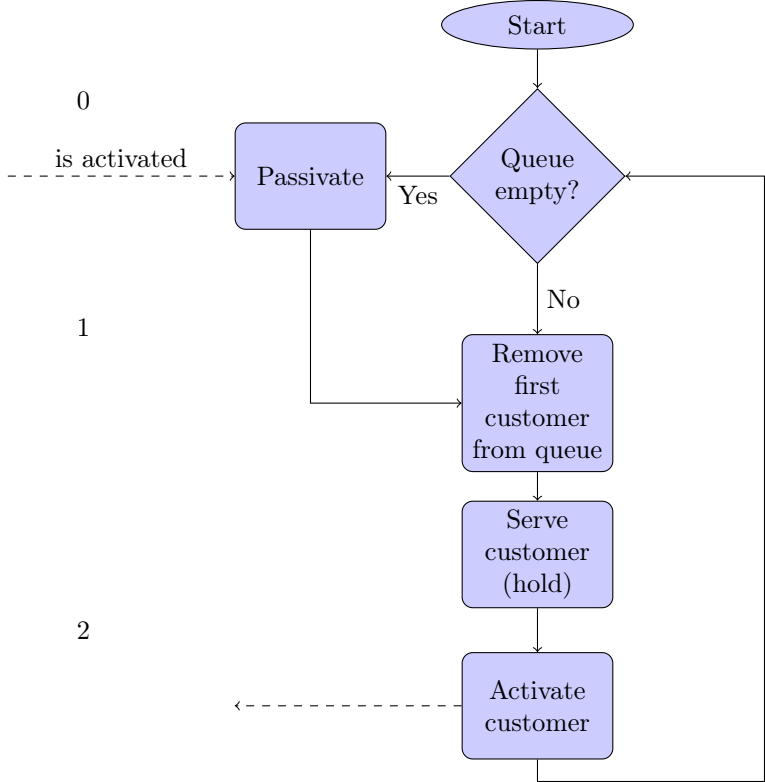 Start
0
is activated
Passivate
Queue
empty?
Yes
No
1
Remove
first
customer
from queue
Serve
customer
(hold)
2
Activate
customer